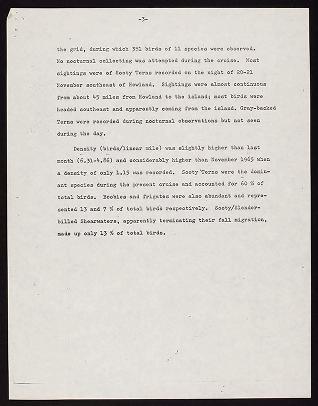 -3-
the grid, during which 351 birds of 11 species were observed.
No nocturnal collecting was attempted during the cruise. Most
sightings were of Sooty Terns recorded on the night of 20-21
November southeast of Howland. Sightings were almost continuous
from about 45 miles from Howland to the island; most birds were
headed southeast and apparently coming from the island. Gray-backed
Terns were recorded during nocturnal observations but not seen
during the day.
Density (birds/linear mile) was slightly higher than last
month (6.31-4.86) and considerably higher than November 1965 when
a density of only 1.15 was recorded. Sooty Terns were the domin-
ant species during the present cruise and accounted for 60 % of
total birds. Boobies and frigates were also abundant and repre-
sented 13 and 7 % of total birds respectively. Sooty/Slender-
billed Shearwaters, apparently terminating their fall migration,
made up only 13 % of total birds.